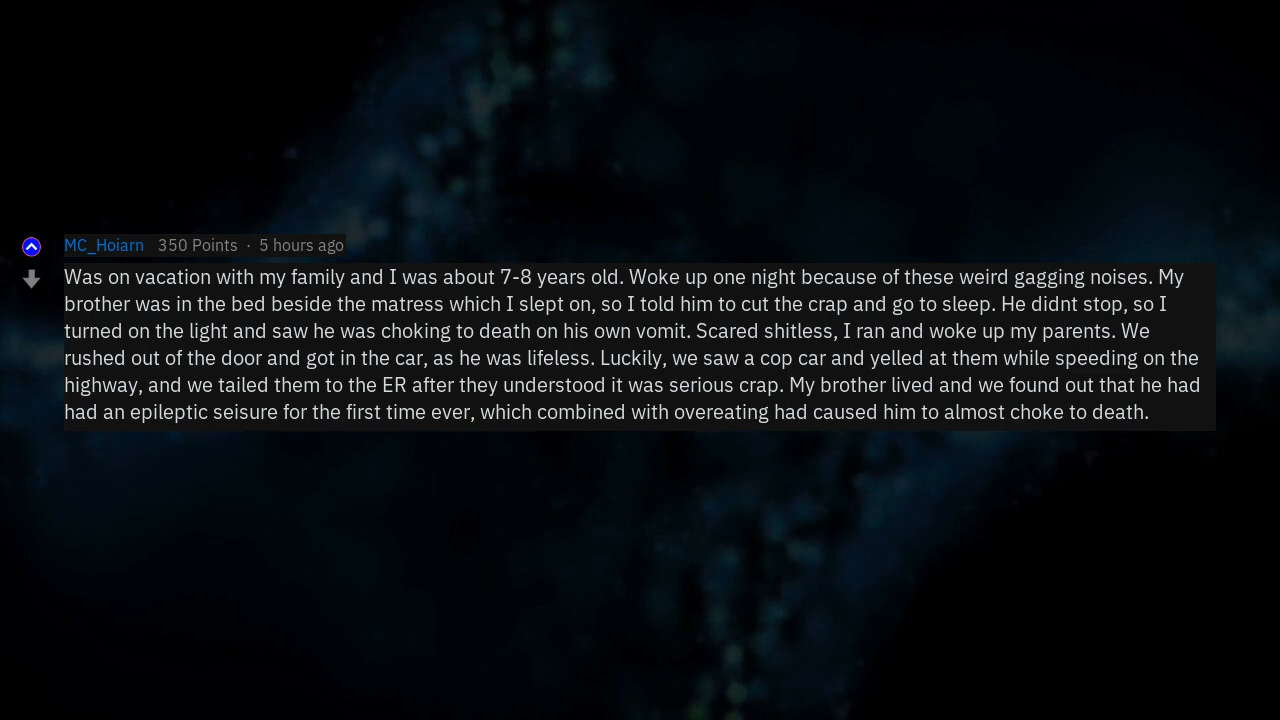 MC_Hoiarn 350 Points · 5 hours ago
Was on vacation with my family and I was about 7-8 years old. Woke up one night because of these weird gagging noises. My
brother was in the bed beside the matress which I slept on, so I told him to cut the crap and go to sleep. He didnt stop, so I
turned on the light and saw he was choking to death on his own vomit. Scared shitless, I ran and woke up my parents. We
rushed out of the door and got in the car, as he was lifeless. Luckily, we saw a cop car and yelled at them while speeding on the
highway, and we tailed them to the ER after they understood it was serious crap. My brother lived and we found out that he had
had an epileptic seisure for the first time ever, which combined with overeating had caused him to almost choke to death.